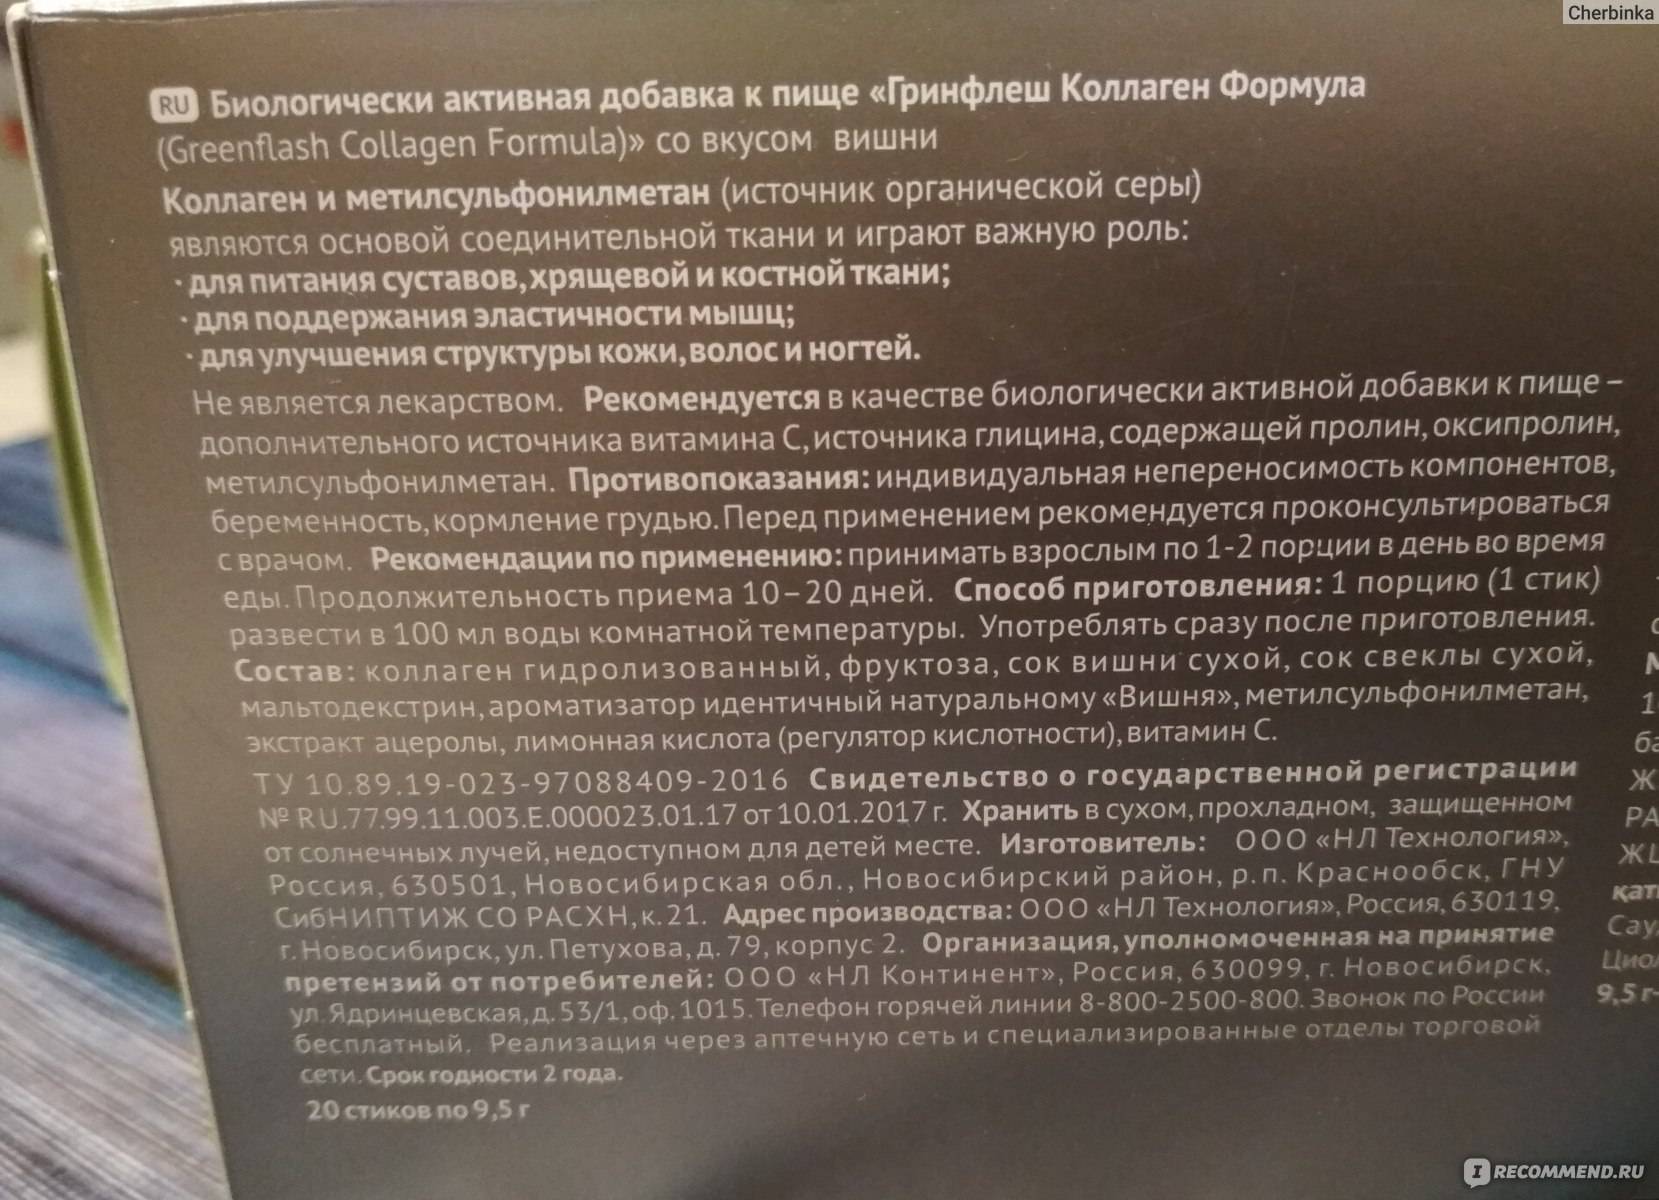 Cherbinka
RU Биологически активная добавка к пище «Гринфлеш Коллаген Формула
(Greenflash Collagen Formula)» со вкусом вишни
Коллаген и метилсульфонилметан (источник органической серы)
являются основой соединительной ткани и играют важную роль:
· для питания суставов, хрящевой и костной ткани;
· для поддержания эластичности мышц;
· для улучшения структуры кожи, волос и ногтей.
Не является лекарством. Рекомендуется в качестве биологически активной добавки к пище –
дополнительного источника витамина С, источника глицина, содержащей пролин, оксипролин,
метилсульфонилметан. Противопоказания: индивидуальная непереносимость компонентов,
беременность, кормление грудью. Перед применением рекомендуется проконсультироваться
с врачом. Рекомендации по применению: принимать взрослым по 1-2 порции в день во время
еды. Продолжительность приема 10–20 дней. Способ приготовления: 1 порцию (1 стик)
развести в 100 мл воды комнатной температуры. Употреблять сразу после приготовления.
Состав: коллаген гидролизованный, фруктоза, сок вишни сухой, сок свеклы сухой,
мальтодекстрин, ароматизатор идентичный натуральному «Вишня», метилсульфонилметан,
экстракт ацеролы, лимонная кислота (регулятор кислотности), витамин С.
ТУ 10.89.19-023-97088409-2016 Свидетельство о государственной регистрации
№ RU.77.99.11.003.Е.000023.01.17 от 10.01.2017 г. Хранить в сухом, прохладном, защищенном
от солнечных лучей, недоступном для детей месте. Изготовитель: ООО «НЛ Технология»,
Россия, 630501, Новосибирская обл., Новосибирский район, р.п. Краснообск, ГНУ
СибНИПТИЖ СО РАСХН, к. 21. Адрес производства: ООО «НЛ Технология», Россия, 630119,
г. Новосибирск, ул. Петухова, д. 79, корпус 2. Организация, уполномоченная на принятие
претензий от потребителей: ООО «НЛ Континент», Россия, 630099, г. Новосибирск,
ул. Ядринцевская, д. 53/1, оф. 1015. Телефон горячей линии 8-800-2500-800. Звонок по России
бесплатный. Реализация через аптечную сеть и специализированные отделы торговой
сети. Срок годности 2 года.
20 стиков по 9,5 г
9,5 г-
I RECOMMEND.RU